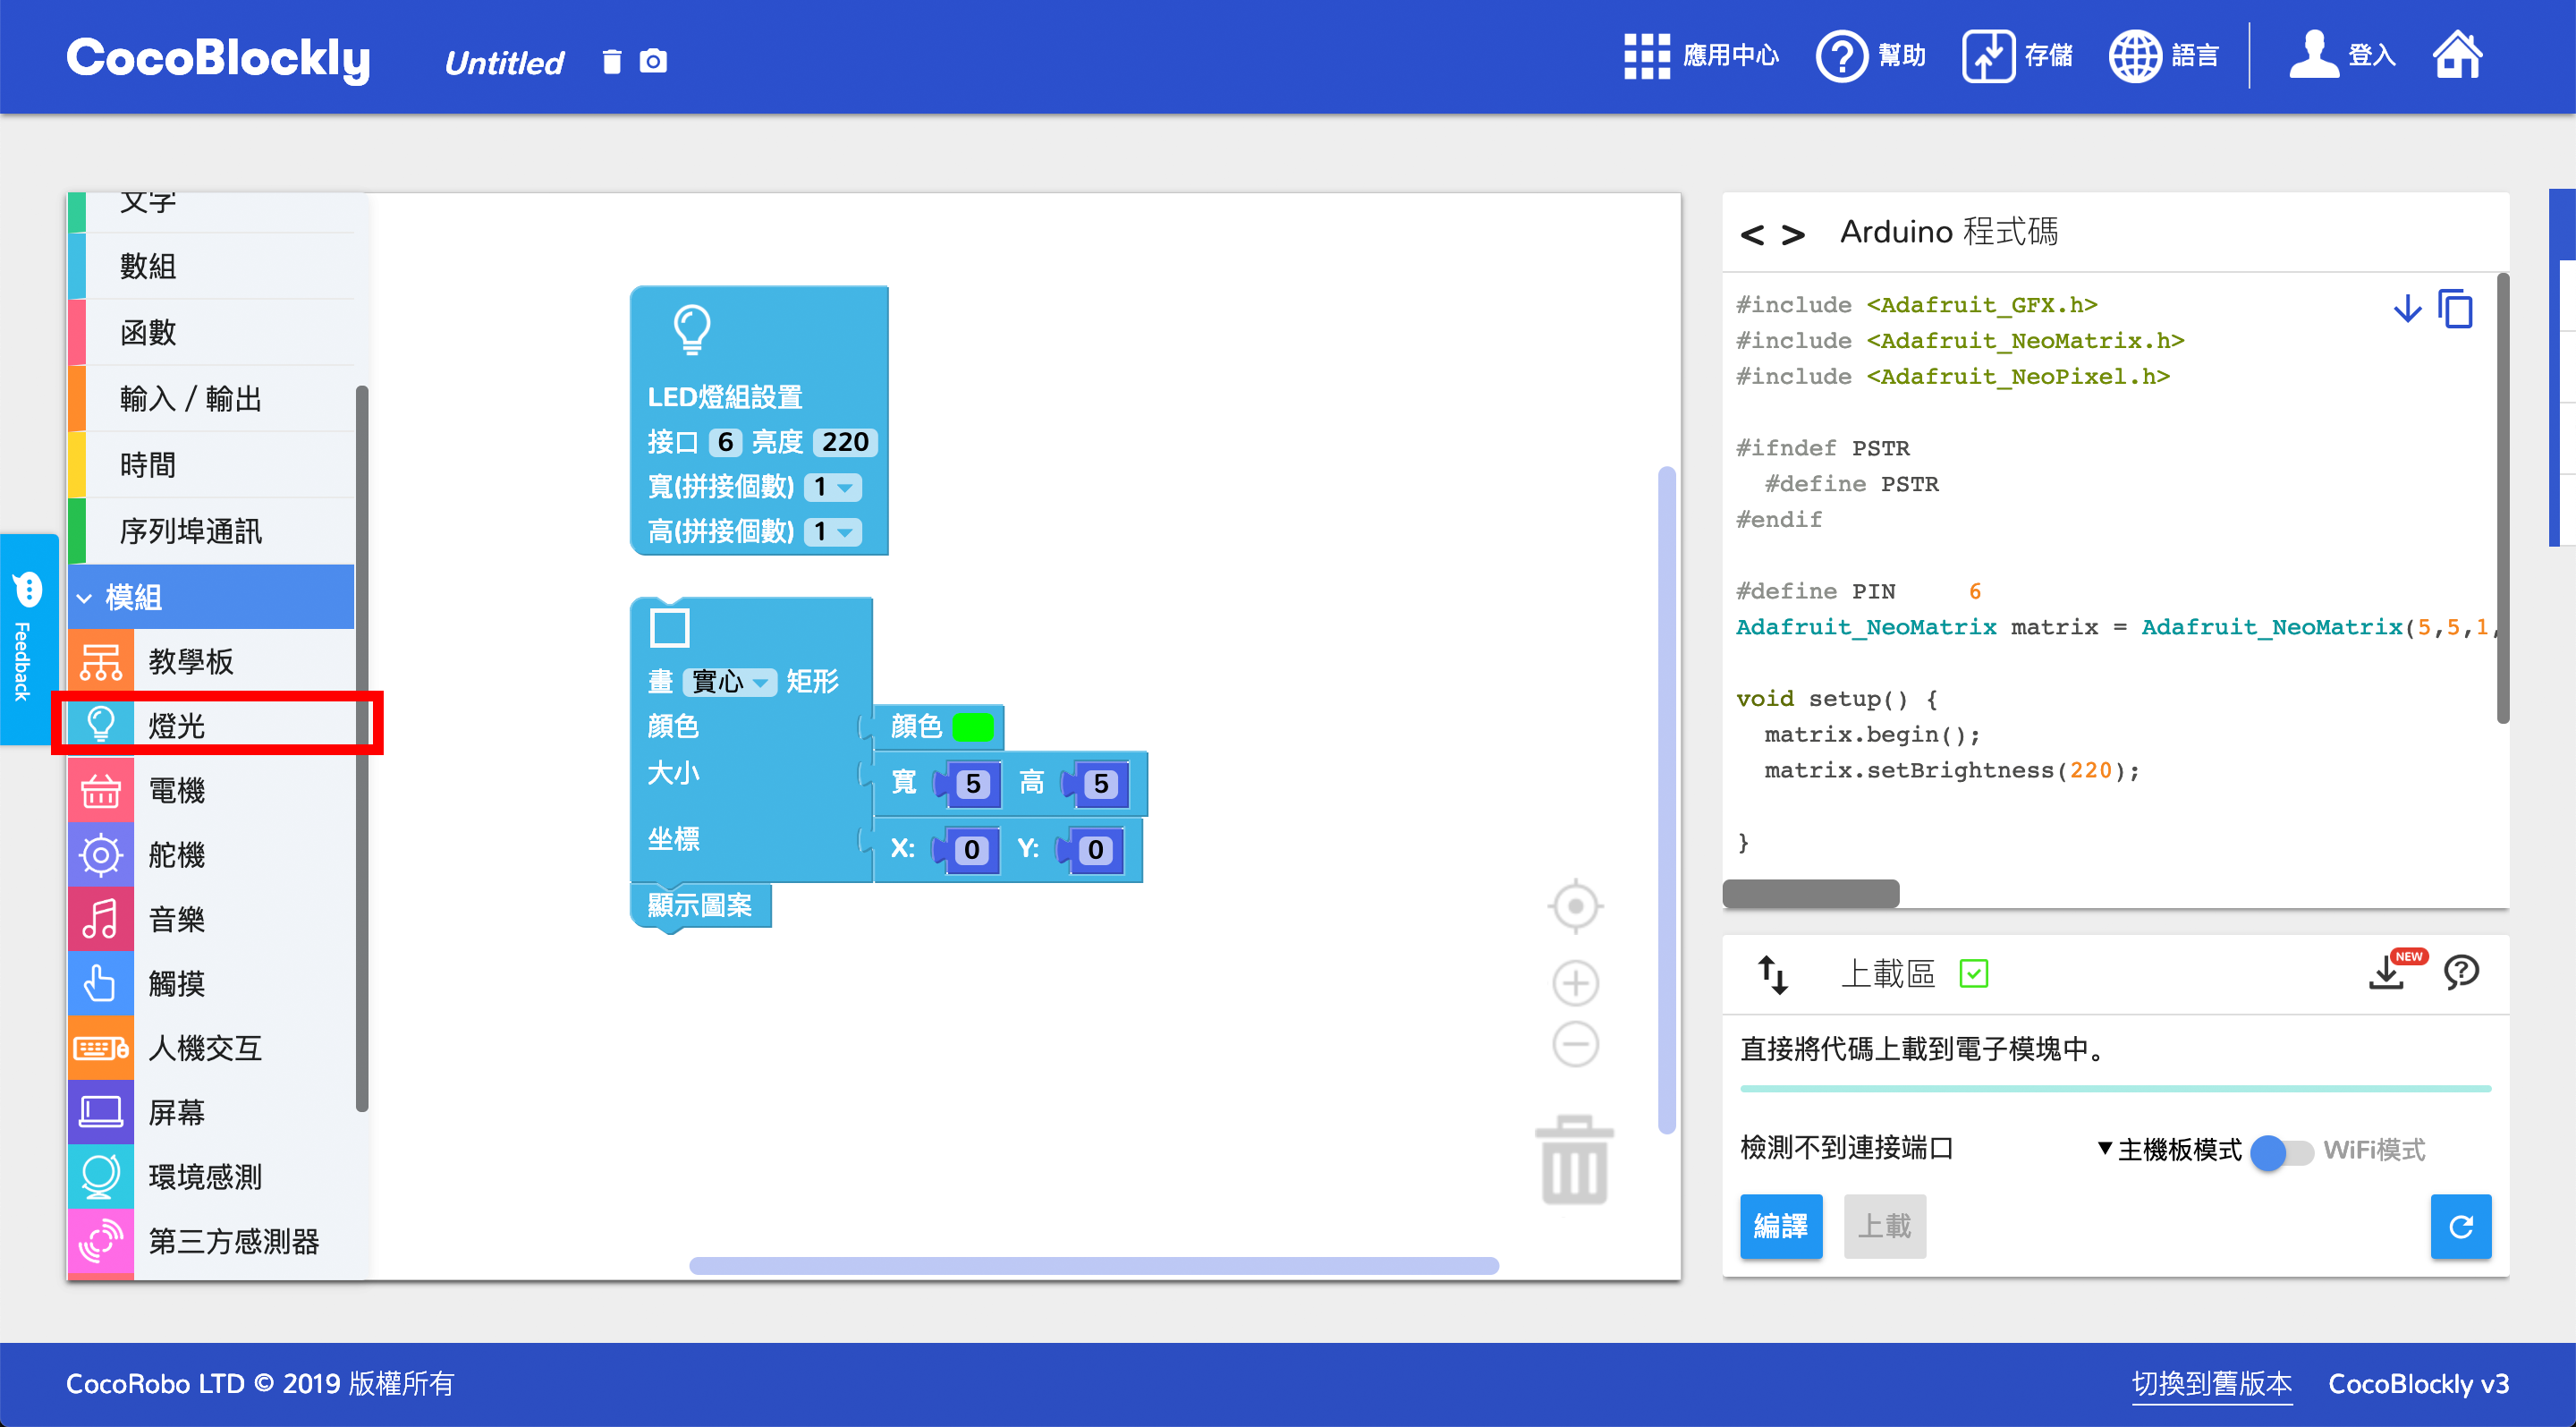 CocoBlockly
Untitled
應用中心
幫助
存儲
語言
登入
文字
數組
函數
輸入 / 輸出
時間
序列埠通訊
模組
教學板
燈光
電機
舵機
音樂
觸摸
人機交互
屏幕
環境感測
第三方感測器
Feedback
LED燈組設置
接口 6 亮度 220
寬(拼接個數) 1
高(拼接個數) 1
畫 實心 矩形
顏色 顏色
大小 寬 5 高 5
坐標 X: 0 Y: 0
顯示圖案
< > Arduino 程式碼
#include <Adafruit_GFX.h>
#include <Adafruit_NeoMatrix.h>
#include <Adafruit_NeoPixel.h>
#ifndef PSTR
#define PSTR
#endif
#define PIN 6
Adafruit_NeoMatrix matrix = Adafruit_NeoMatrix(5,5,1,
void setup() {
matrix.begin();
matrix.setBrightness(220);
}
上載區
NEW
直接將代碼上載到電子模塊中。
檢測不到連接端口
主機板模式 WiFi模式
編譯
上載
CocoRobo LTD © 2019 版權所有
切換到舊版本
CocoBlockly v3